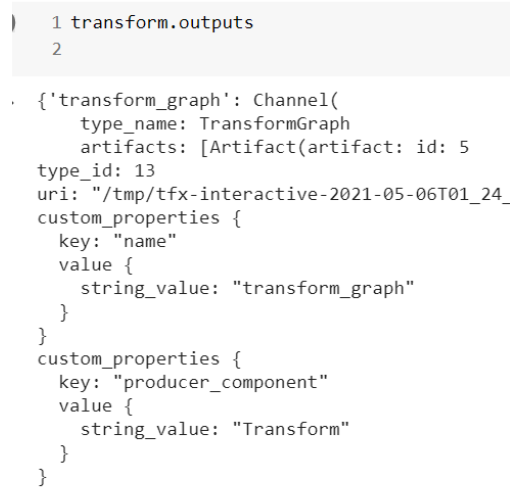 1 transform.outputs
2
{'transform_graph': Channel(
    type_name: TransformGraph
    artifacts: [Artifact(artifact: id: 5
type_id: 13
uri: "/tmp/tfx-interactive-2021-05-06T01_24_
custom_properties {
  key: "name"
  value {
    string_value: "transform_graph"
  }
}
custom_properties {
  key: "producer_component"
  value {
    string_value: "Transform"
  }
}